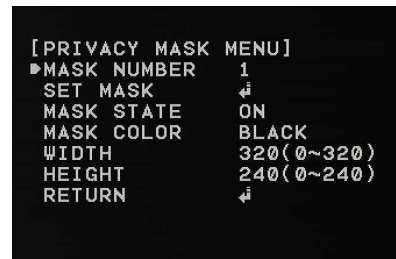 [PRIVACY MASK MENU]
▶MASK NUMBER 1
SET MASK ↲
MASK STATE ON
MASK COLOR BLACK
WIDTH 320(0~320)
HEIGHT 240(0~240)
RETURN ↲